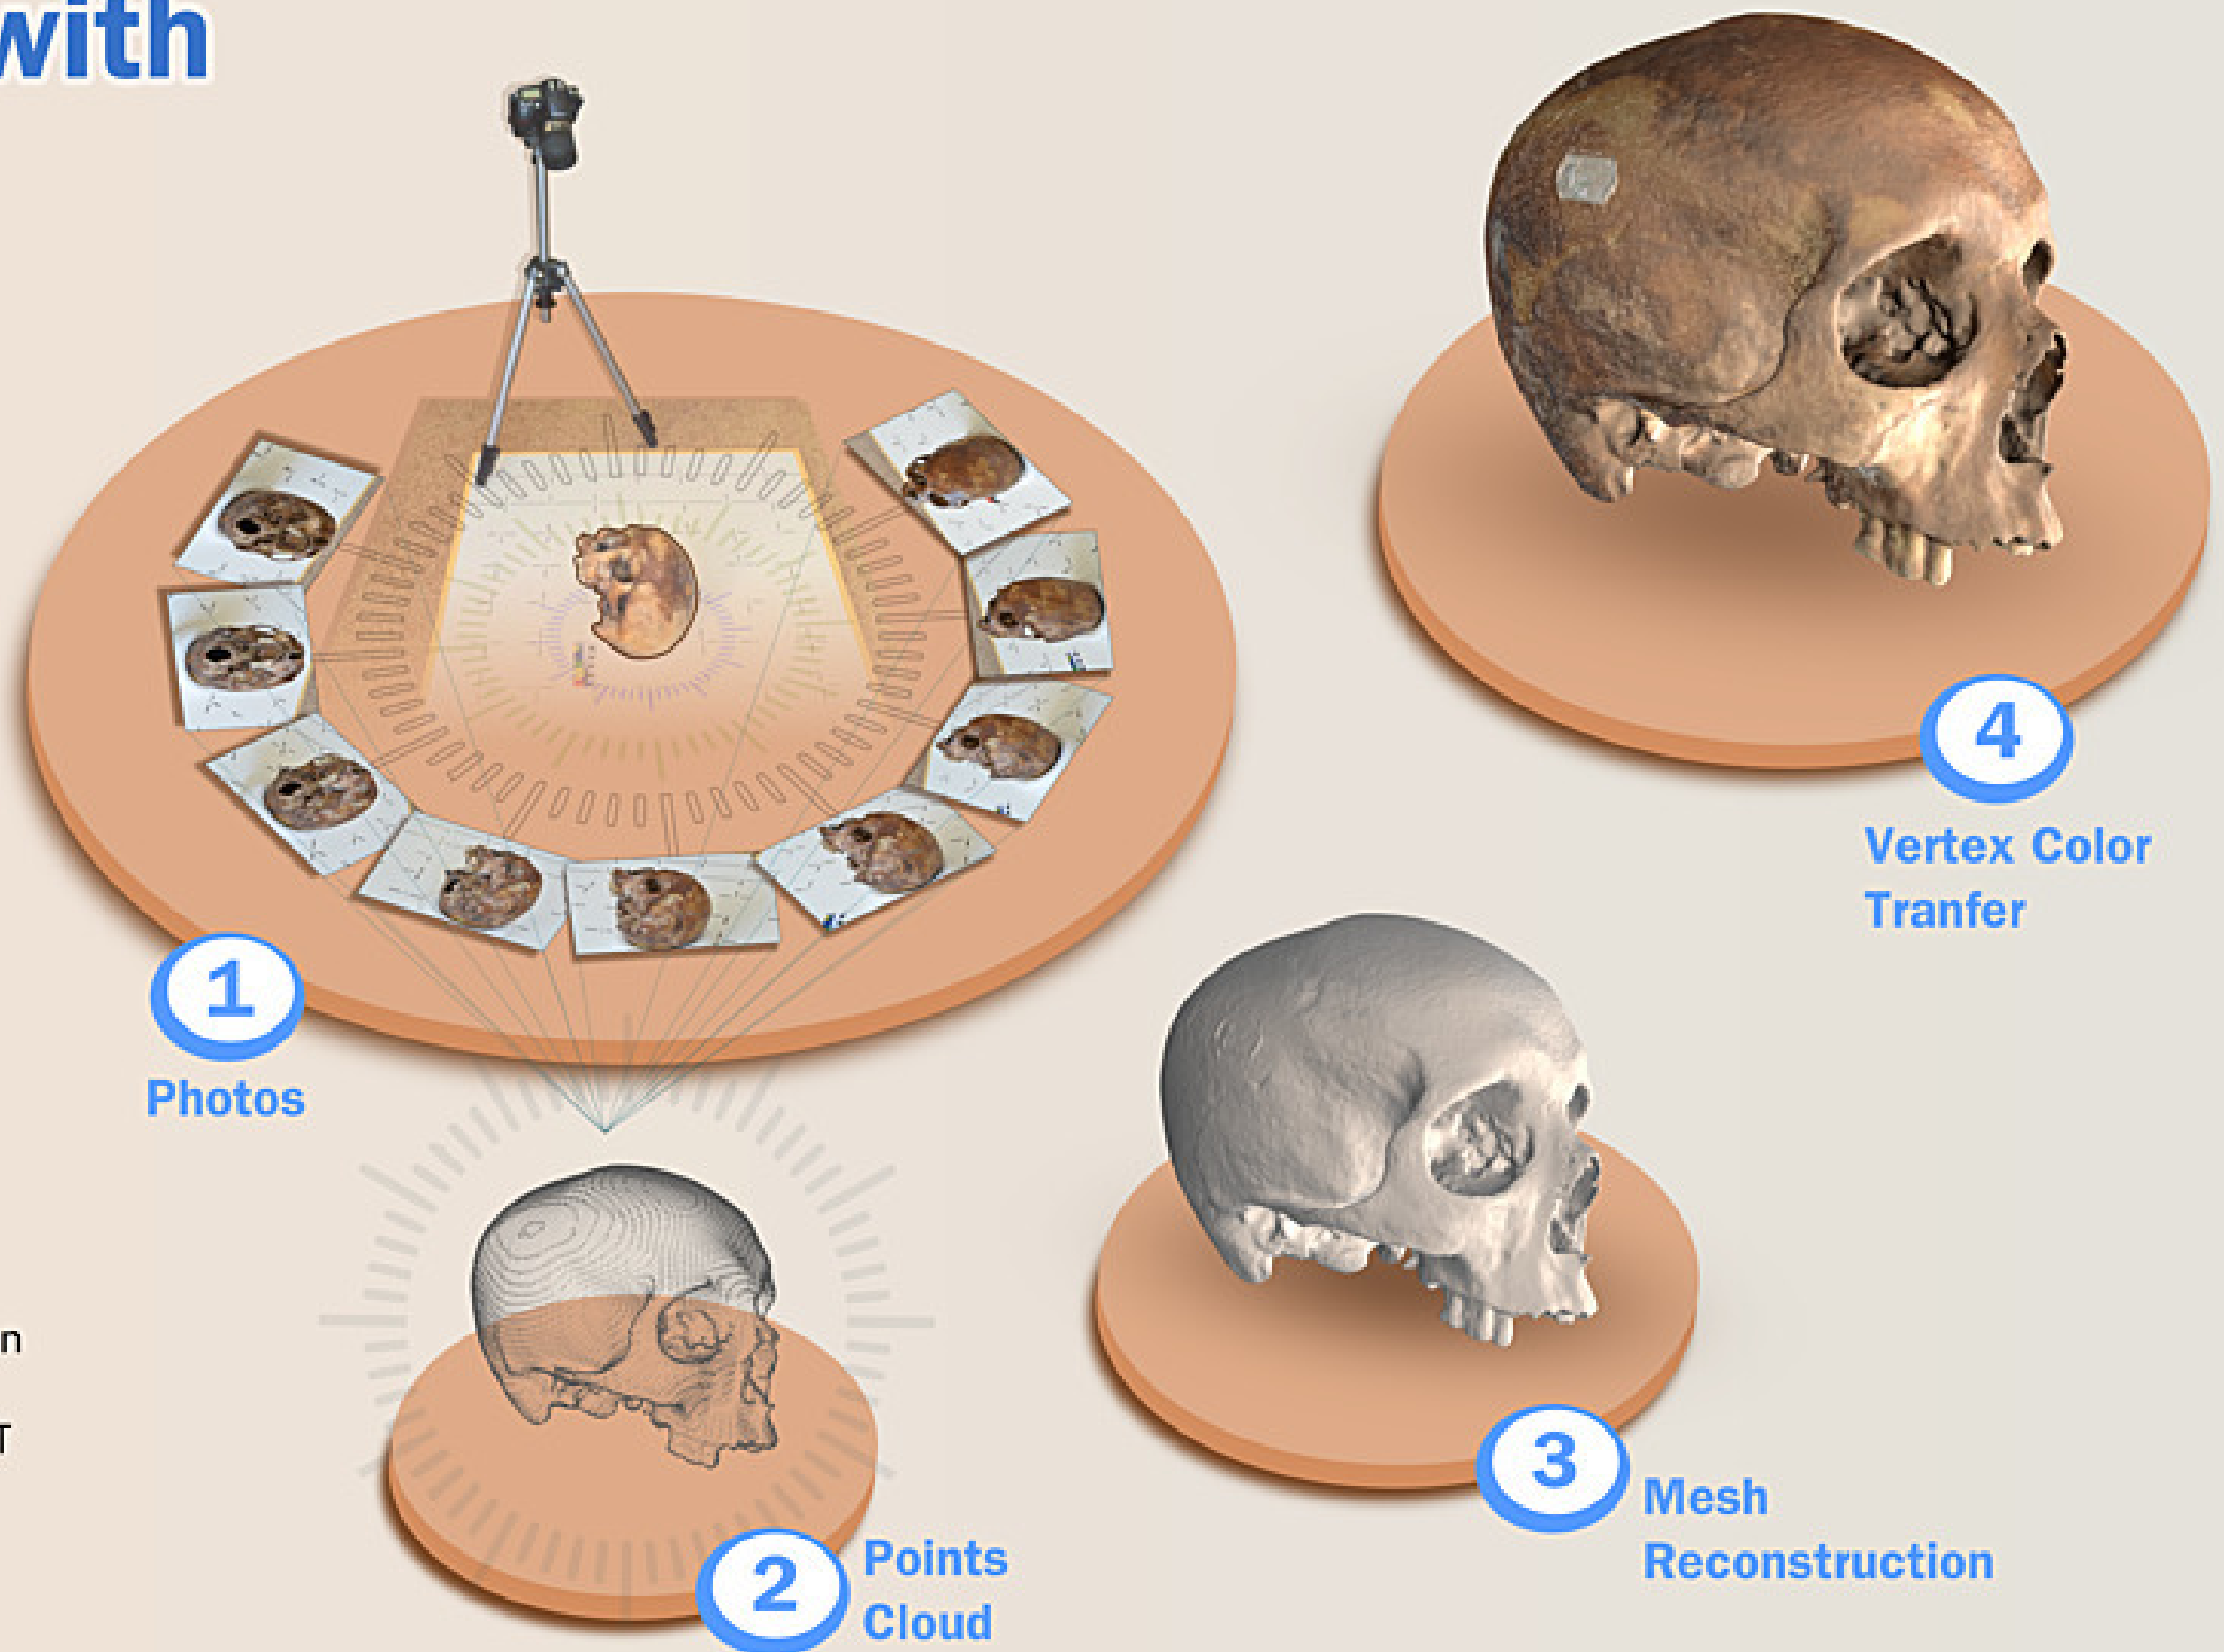 with
1
Photos
2
Points
Cloud
3
Mesh
Reconstruction
4
Vertex Color
Tranfer
n
T